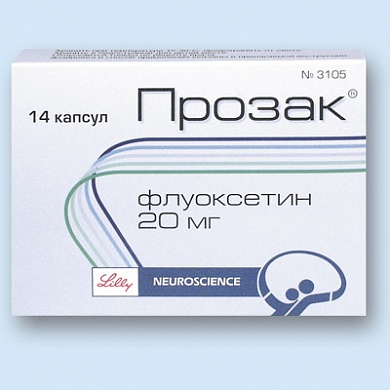 № 3105
14 капсул
Прозак®
флуоксетин
20 мг
Lilly
NEUROSCIENCE